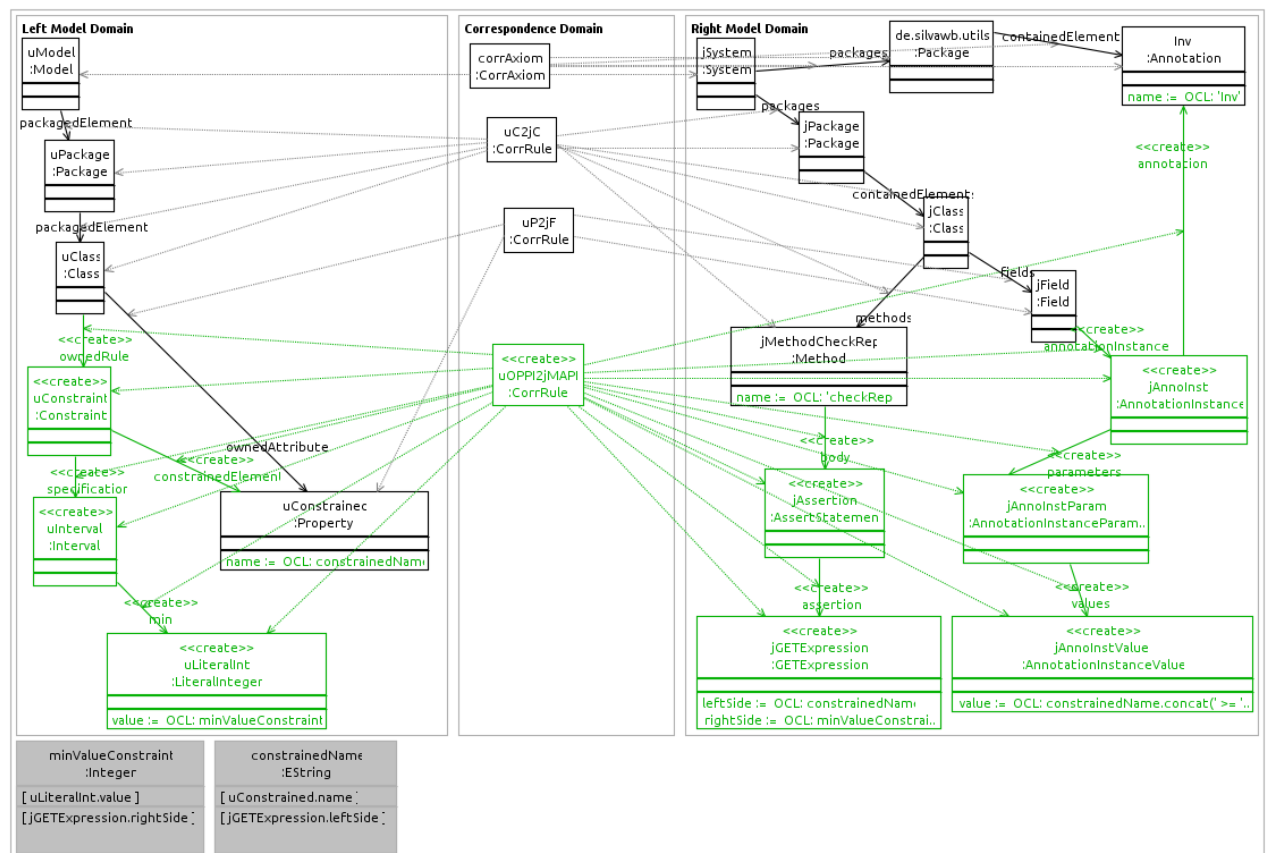 Left Model Domain
uModel
:Model
packagedElement
uPackage
:Package
packagedElement
uClass
:Class
<<create>>
ownedRule
<<create>>
uConstraint
:Constraint
ownedAttribute
<<create>>
constrainedElement
<<create>>
specification
<<create>>
uInterval
:Interval
uConstrained
:Property
name := OCL: constrainedName
<<create>>
min
<<create>>
uLiteralInt
:LiteralInteger
value := OCL: minValueConstraint
Correspondence Domain
corrAxiom
:CorrAxiom
uC2jC
:CorrRule
uP2jF
:CorrRule
<<create>>
uOPPI2jMAPI
:CorrRule
Right Model Domain
jSystem
:System
packages
de.silvawb.utils
:Package
containedElement
Inv
:Annotation
name := OCL: 'Inv'
packages
jPackage
:Package
<<create>>
annotation
containedElements
jClass
:Class
fields
jField
:Field
methods
jMethodCheckRep
:Method
name := OCL: 'checkRep
<<create>>
annotationInstance
<<create>>
jAnnoInst
:AnnotationInstance
<<create>>
body
<<create>>
parameters
<<create>>
jAssertion
:AssertStatemen
<<create>>
jAnnoInstParam
:AnnotationInstanceParam..
<<create>>
assertion
<<create>>
values
<<create>>
jGETExpression
:GETExpression
leftSide := OCL: constrainedName
rightSide := OCL: minValueConstrai..
<<create>>
jAnnoInstValue
:AnnotationInstanceValue
value := OCL: constrainedName.concat(' >= '..
minValueConstraint
:Integer
[ uLiteralInt.value ]
[ jGETExpression.rightSide ]
constrainedName
:EString
[ uConstrained.name ]
[ jGETExpression.leftSide ]